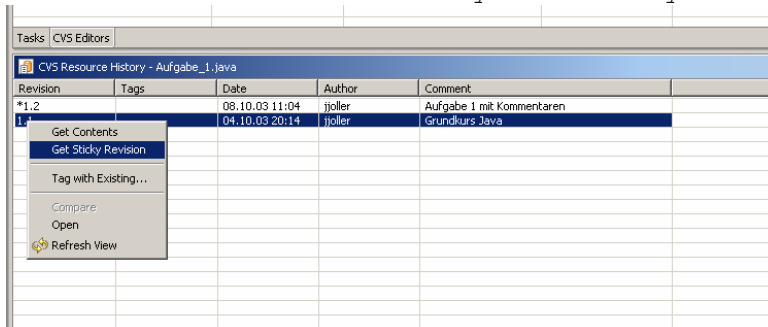 Tasks CVS Editors
CVS Resource History - Aufgabe_1.java
Revision Tags Date Author Comment
*1.2 08.10.03 11:04 jjoller Aufgabe 1 mit Kommentaren
1.1 04.10.03 20:14 jjoller Grundkurs Java
Get Contents
Get Sticky Revision
Tag with Existing...
Compare
Open
Refresh View